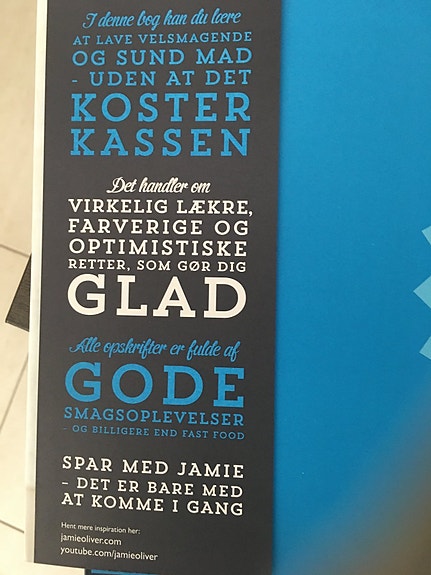 I denne bog kan du lære
AT LAVE VELSMAGENDE
OG SUND MAD
- UDEN AT DET
KOSTER
KASSEN
Det handler om
VIRKELIG LÆKRE,
FARVERIGE OG
OPTIMISTISKE
RETTER, SOM GØR DIG
GLAD
Alle opskrifter er fulde af
GODE
SMAGSOPLEVELSER
- OG BILLIGERE END FAST FOOD
SPAR MED JAMIE
– DET ER BARE MED
AT KOMME I GANG
Hent mere inspiration her:
jamieoliver.com
youtube.com/jamieoliver